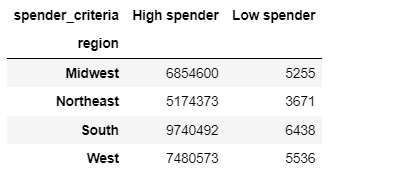 spender_criteria High spender Low spender
region
Midwest 6854600 5255
Northeast 5174373 3671
South 9740492 6438
West 7480573 5536